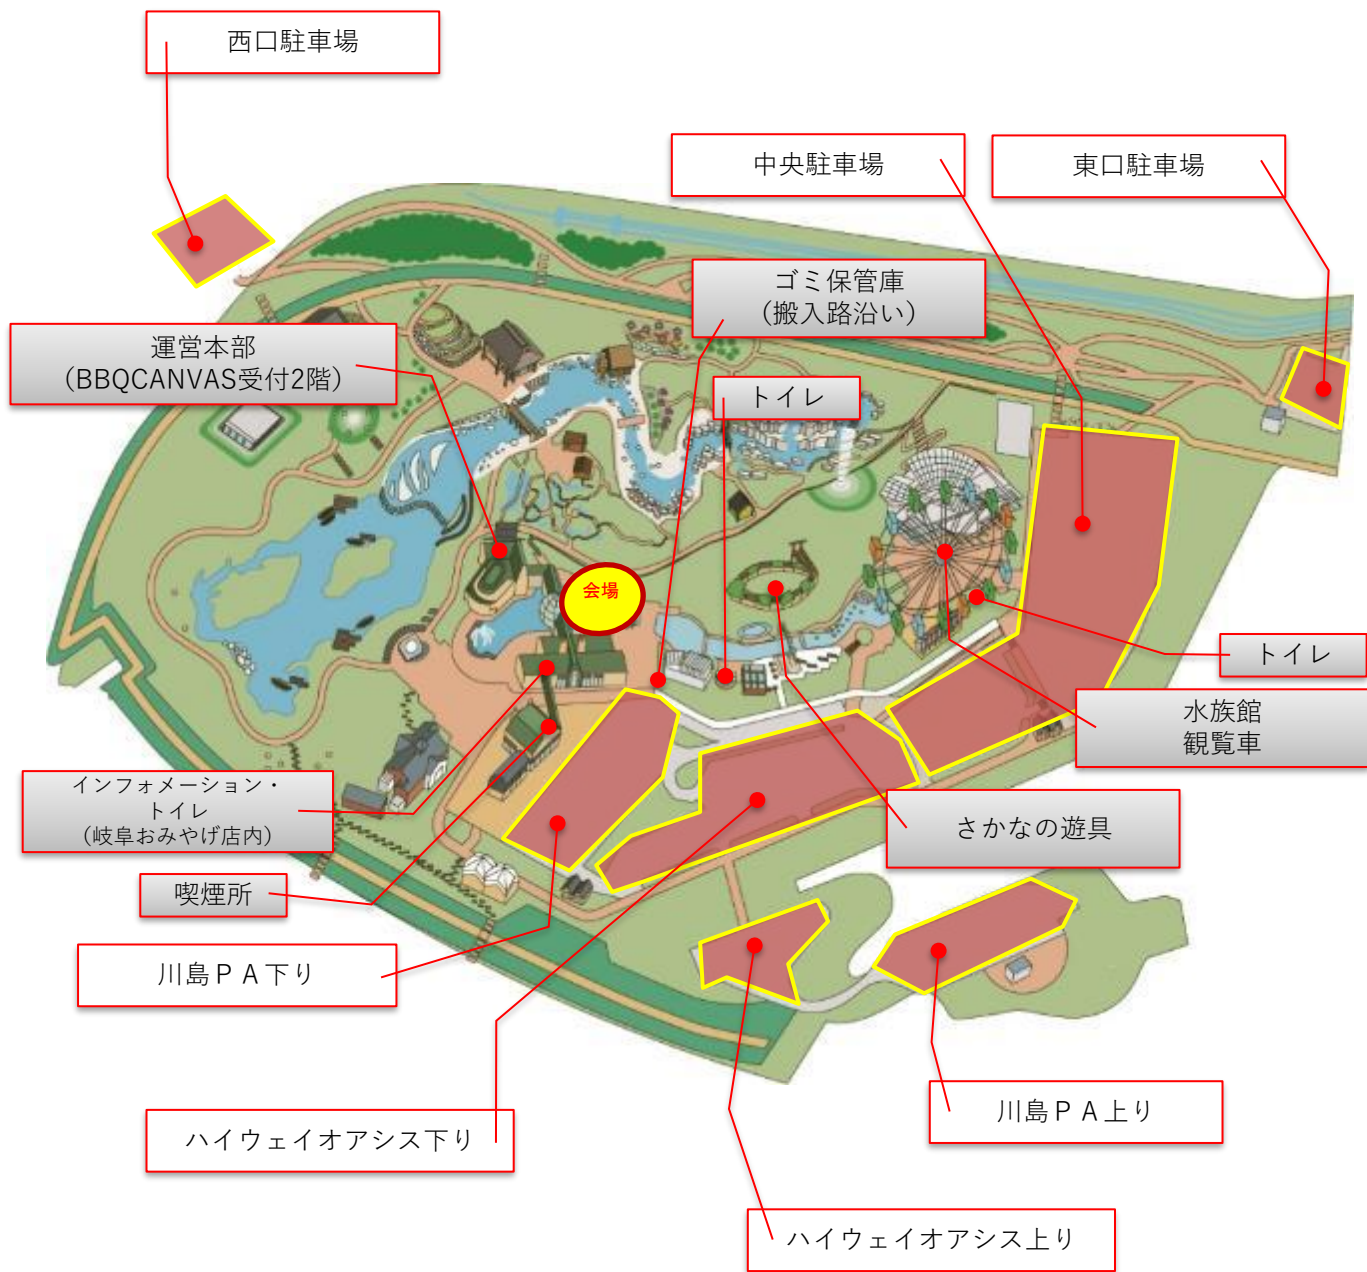 西口駐車場
中央駐車場
東口駐車場
ゴミ保管庫
(搬入路沿い)
運営本部
(BBQCANVAS受付2階)
トイレ
会場
トイレ
水族館
観覧車
インフォメーション・
トイレ
(岐阜おみやげ店内)
さかなの遊具
喫煙所
川島ＰＡ下り
川島ＰＡ上り
ハイウェイオアシス下り
ハイウェイオアシス上り